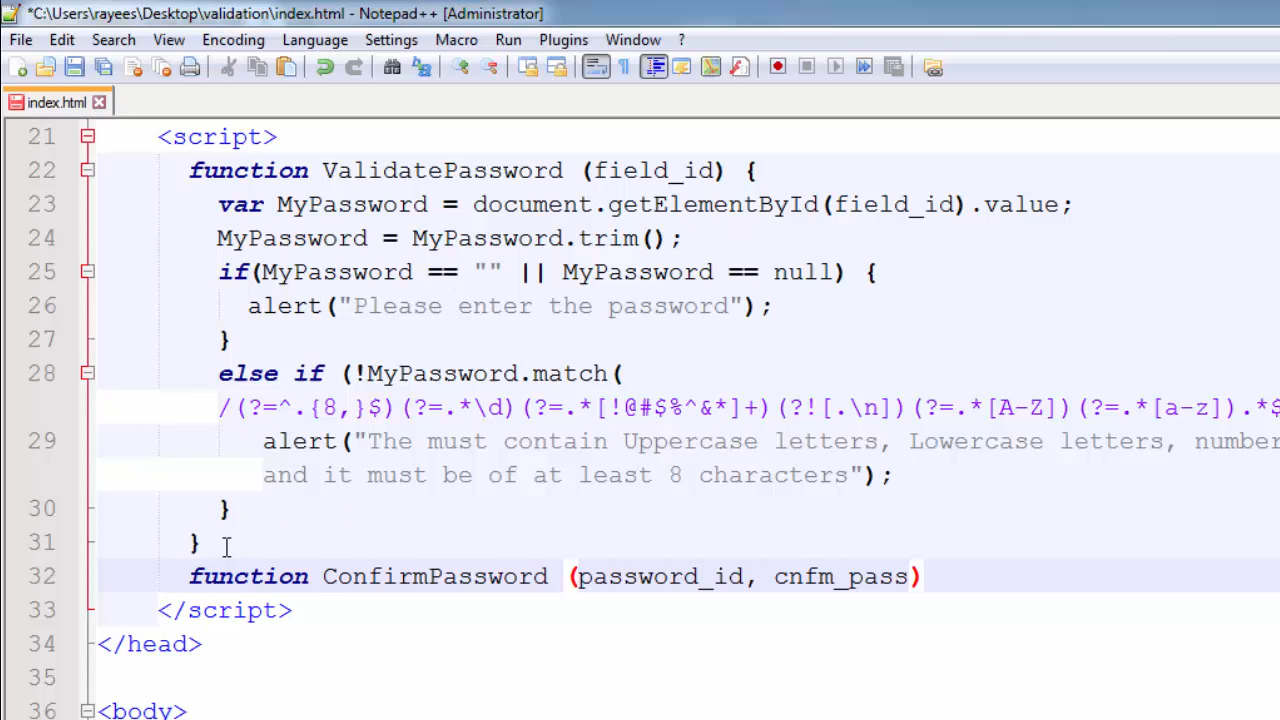 *C:\Users\rayees\Desktop\validation\index.html - Notepad++ [Administrator]
File Edit Search View Encoding Language Settings Macro Run Plugins Window ?
index.html
21 <script>
22 function ValidatePassword (field_id) {
23 var MyPassword = document.getElementById(field_id).value;
24 MyPassword = MyPassword.trim();
25 if(MyPassword == "" || MyPassword == null) {
26 alert("Please enter the password");
27 }
28 else if (!MyPassword.match(
/(?=^.{8,}$)(?=.*\d)(?=.*[!@#$%^&*]+)(?![.\n])(?=.*[A-Z])(?=.*[a-z]).*$
29 alert("The must contain Uppercase letters, Lowercase letters, number
and it must be of at least 8 characters");
30 }
31 }
32 function ConfirmPassword (password_id, cnfm_pass)
33 </script>
34 </head>
35
36 <body>